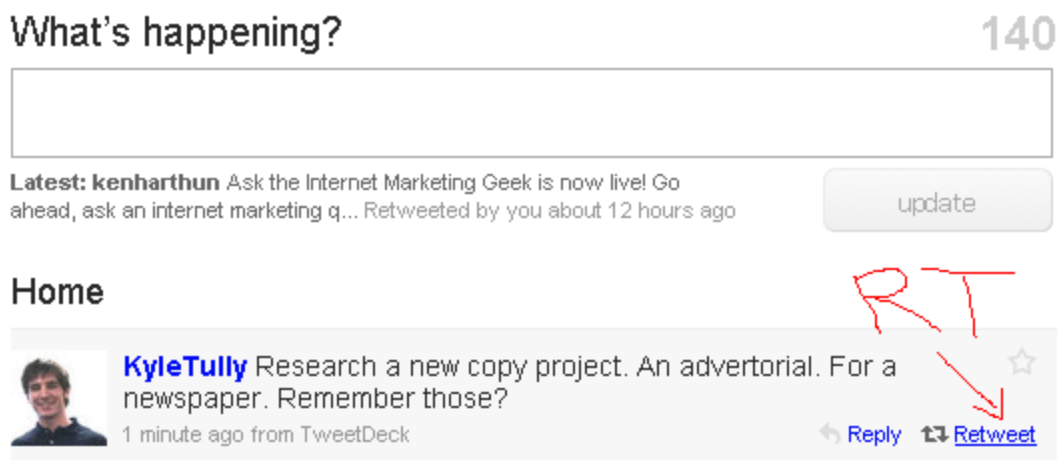 What's happening?
140
Latest: kenharthun Ask the Internet Marketing Geek is now live! Go
ahead, ask an internet marketing q... Retweeted by you about 12 hours ago
update
Home
RT
KyleTully Research a new copy project. An advertorial. For a
newspaper. Remember those?
1 minute ago from TweetDeck
Reply
Retweet